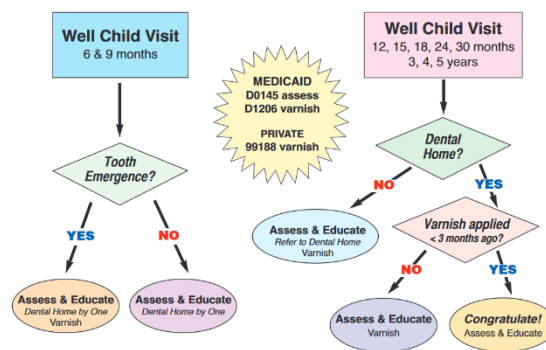 Well Child Visit
6 & 9 months
Tooth
Emergence?
YES
NO
Assess & Educate
Dental Home by One
Varnish
Assess & Educate
Dental Home by One
MEDICAID
D0145 assess
D1206 varnish
PRIVATE
99188 varnish
Well Child Visit
12, 15, 18, 24, 30 months
3, 4, 5 years
Dental
Home?
NO
YES
Assess & Educate
Refer to Dental Home
Varnish
Varnish applied
< 3 months ago?
NO
YES
Assess & Educate
Varnish
Congratulate!
Assess & Educate